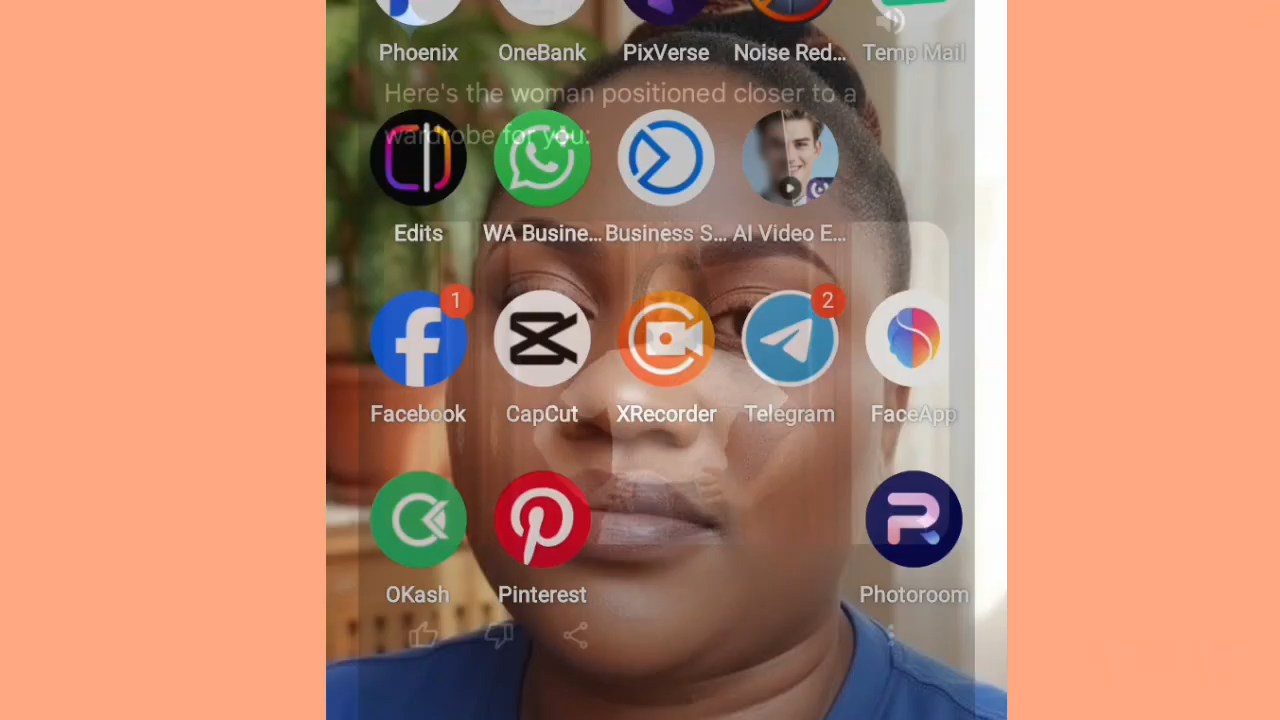 Phoenix OneBank PixVerse Noise Red... Temp Mail
Here's the woman positioned closer to a
wardrobe for you:
Edits WA Busine... Business S... AI Video E...
1 2
Facebook CapCut XRecorder Telegram FaceApp
OKash Pinterest Photoroom